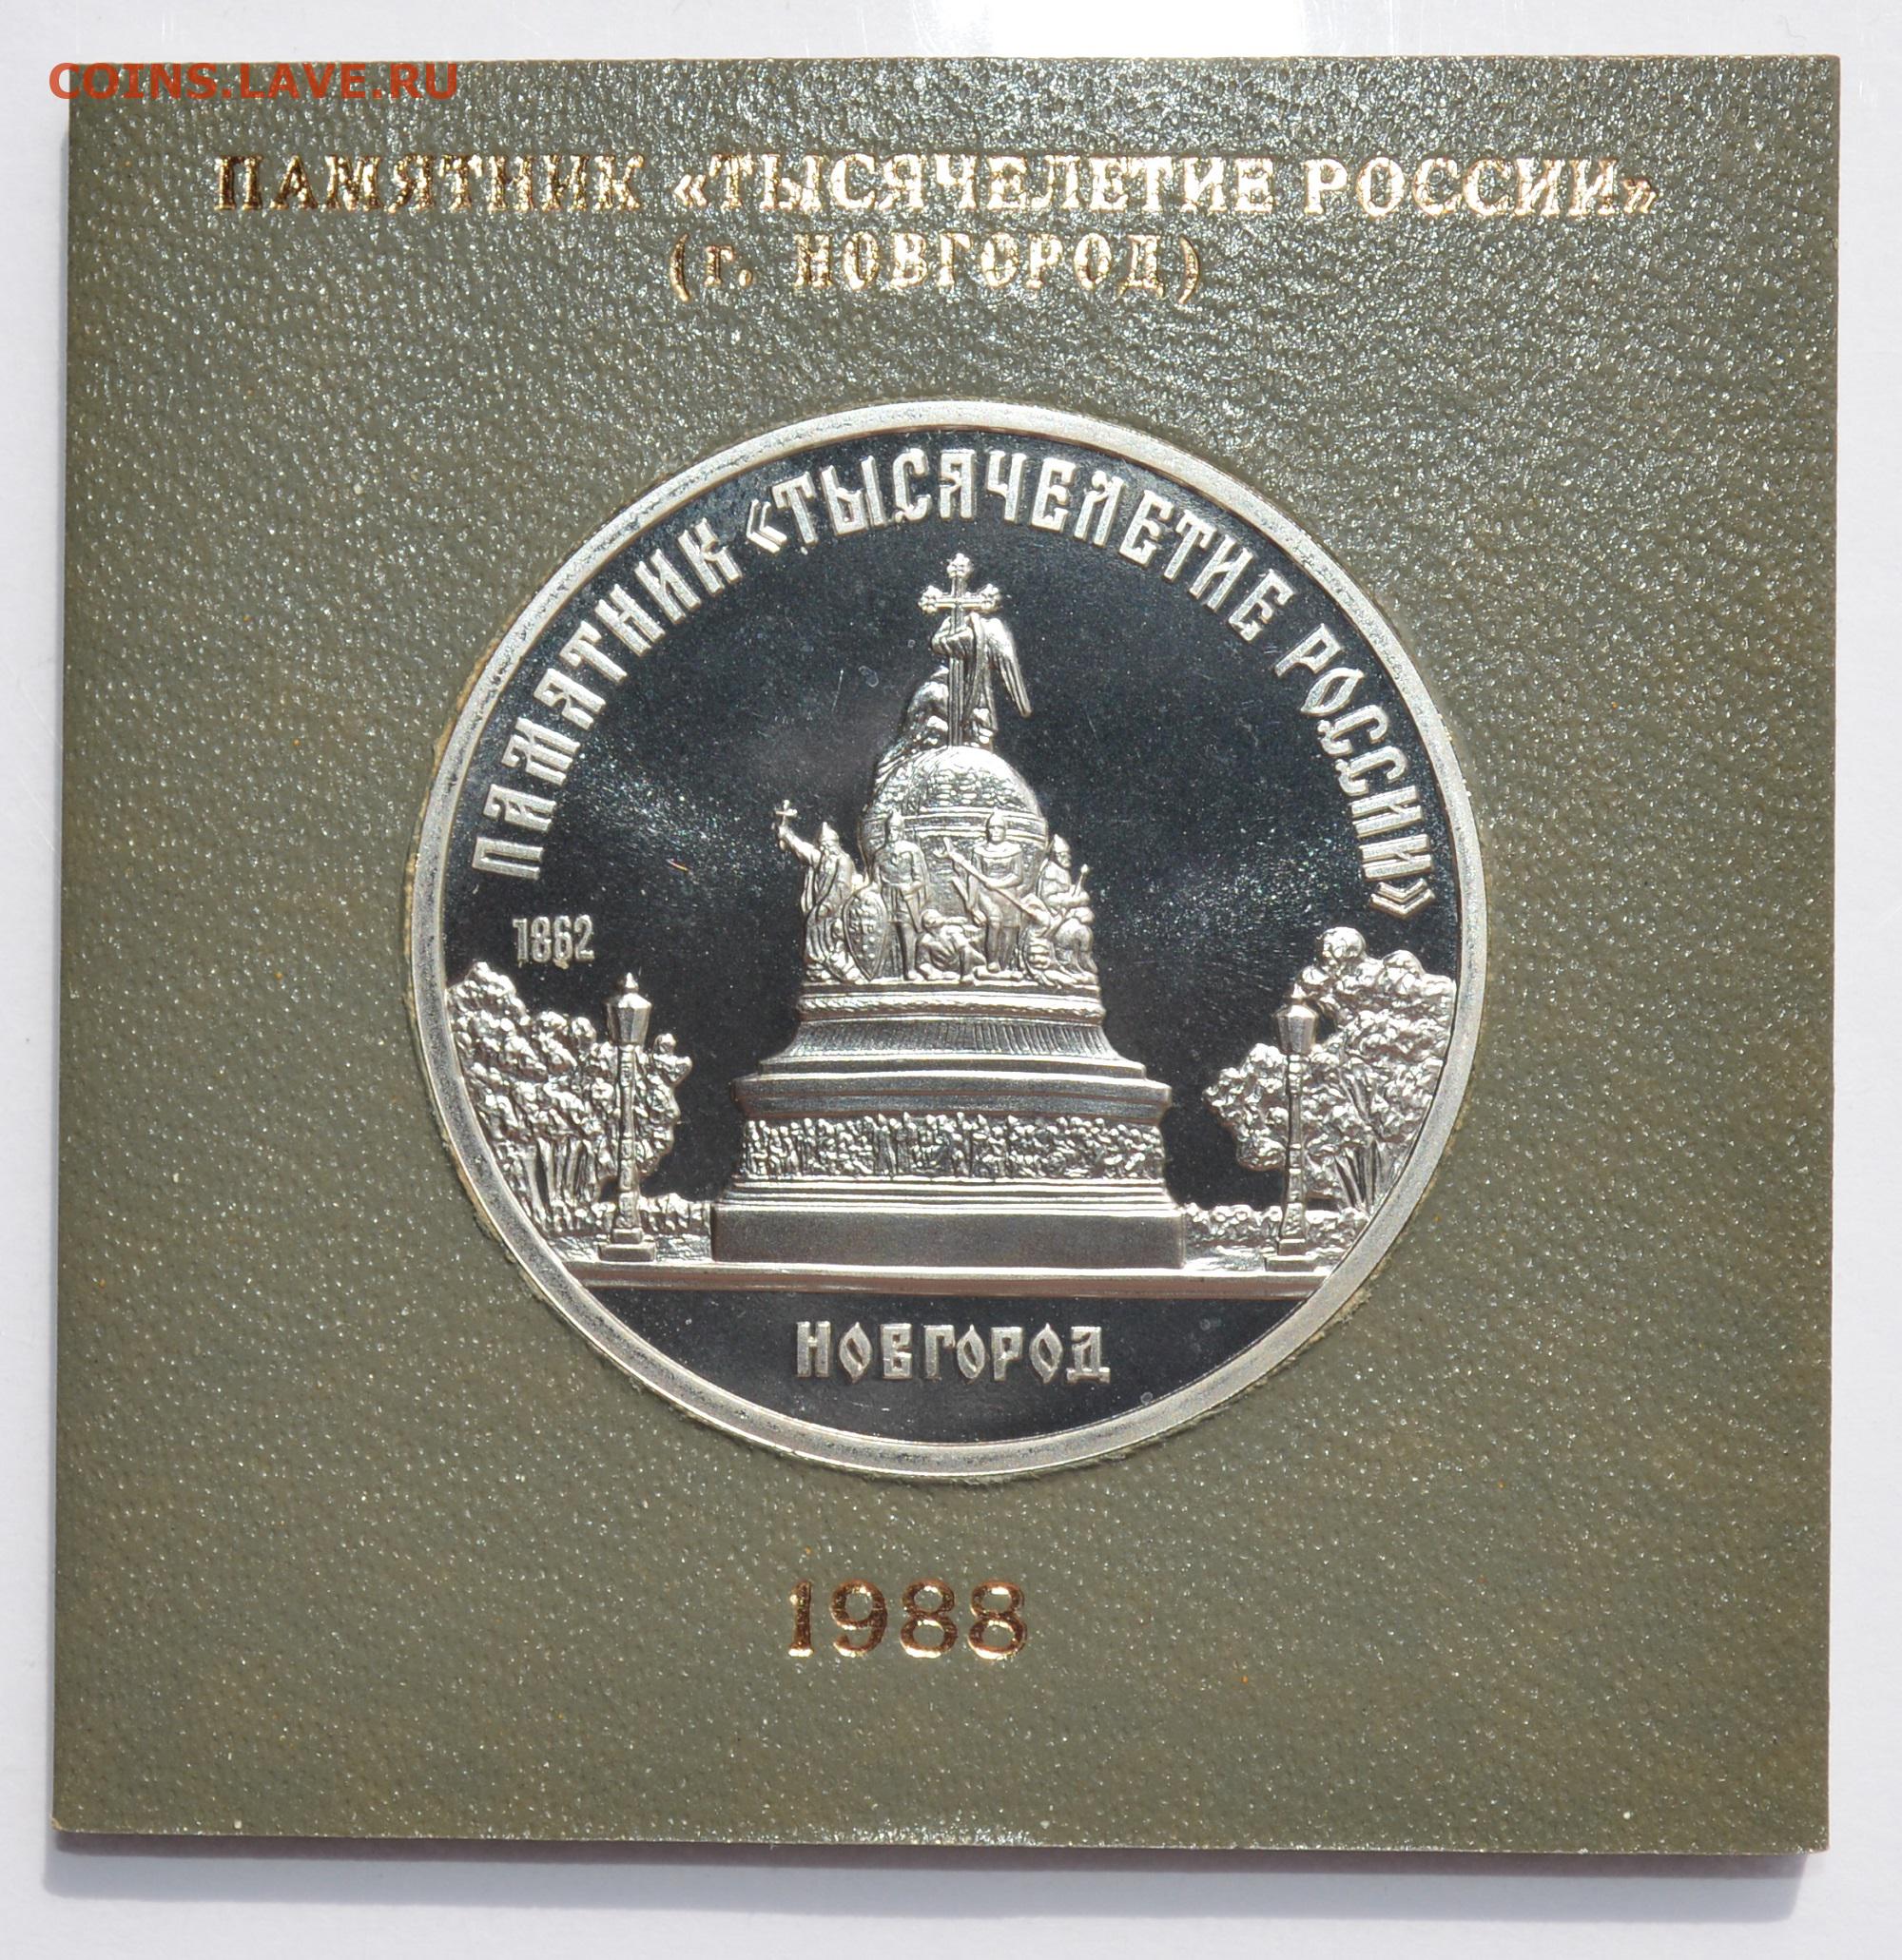 COINS.LAVE.RU
ПАМЯТНИК «ТЫСЯЧЕЛЕТИЕ РОССИИ»
(г. НОВГОРОД)
ПАМЯТНИК «ТЫСЯЧЕЛЕТИЕ РОССИИ»
1862
НОВГОРОД
1988